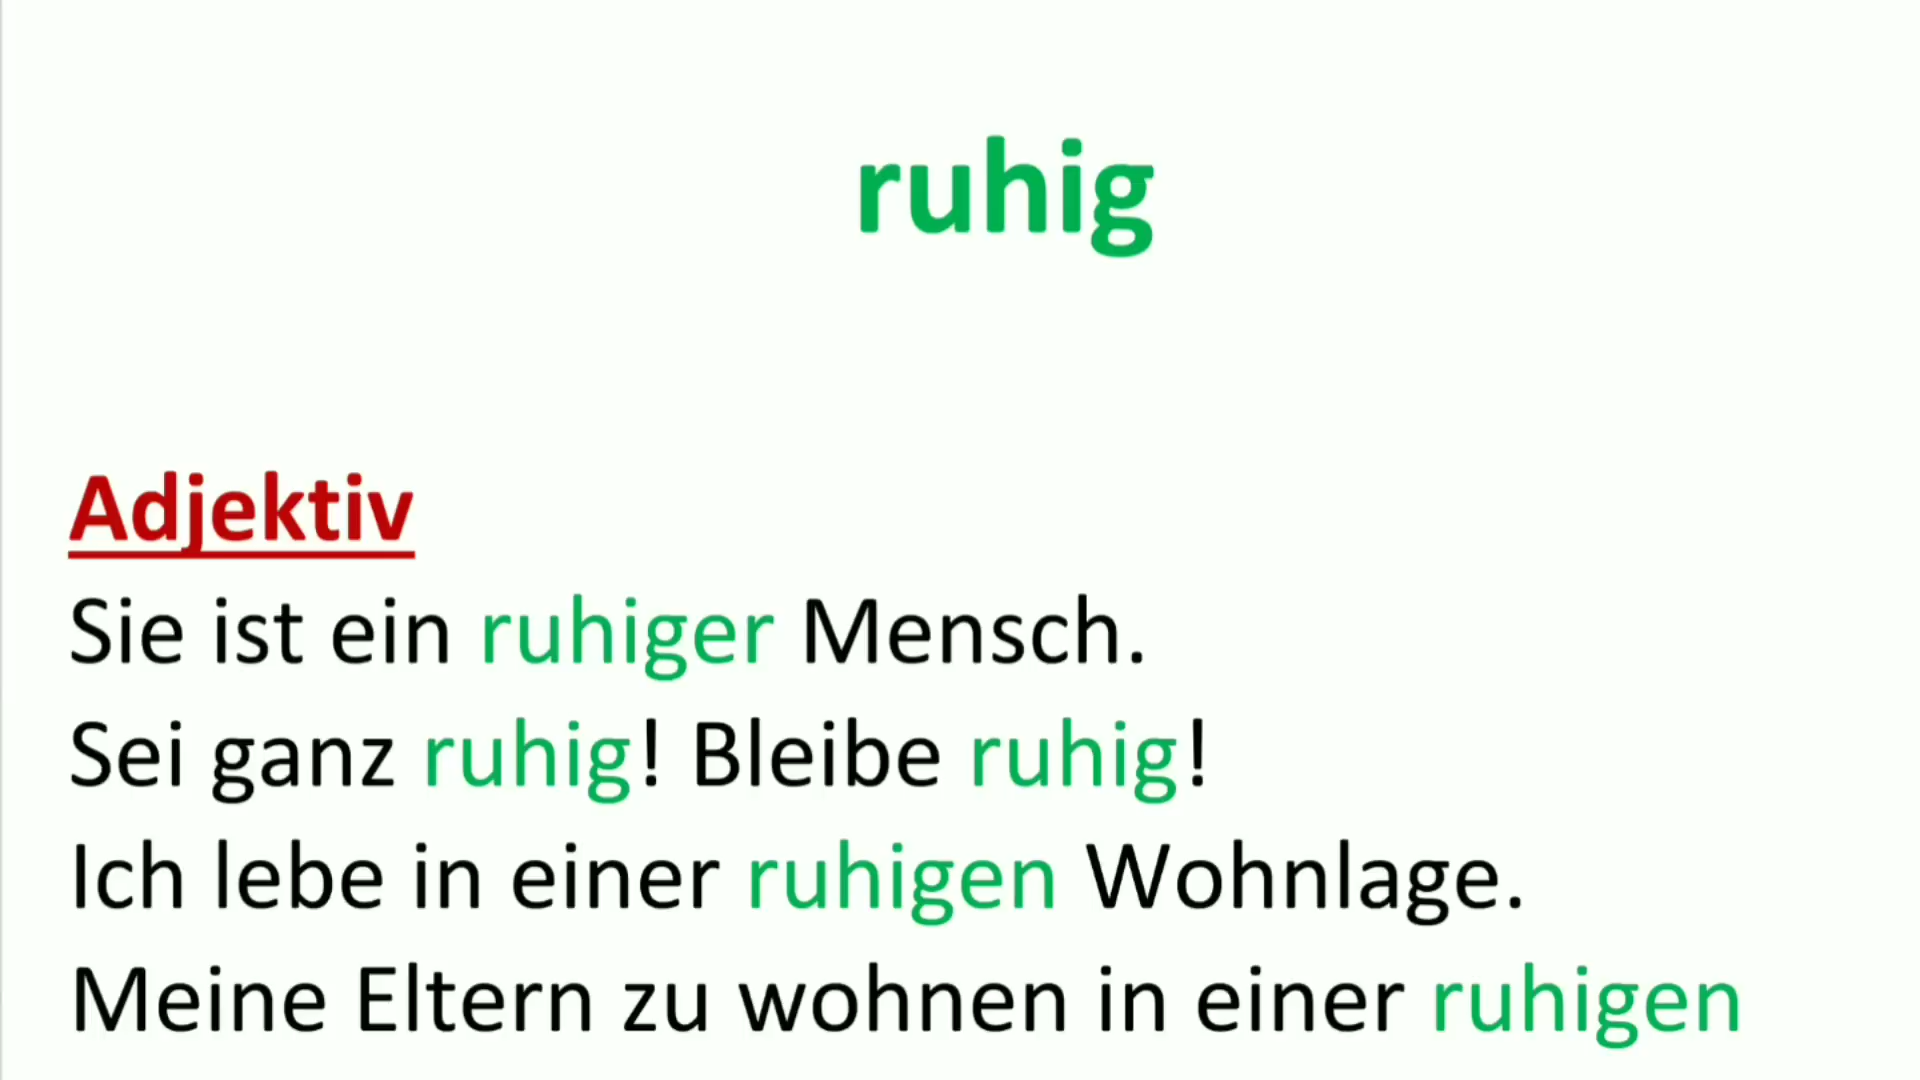 ruhig
Adjektiv
Sie ist ein ruhiger Mensch.
Sei ganz ruhig! Bleibe ruhig!
Ich lebe in einer ruhigen Wohnlage.
Meine Eltern zu wohnen in einer ruhigen